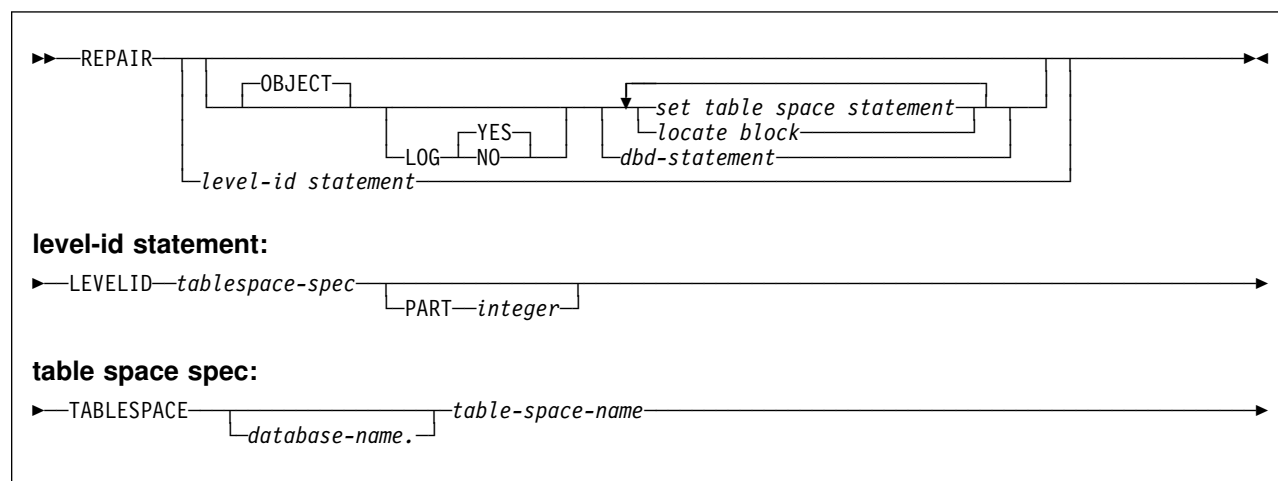 REPAIR
OBJECT
set table space statement
YES
locate block
LOG NO
dbd-statement
level-id statement
level-id statement:
LEVELID tablespace-spec
PART integer
table space spec:
TABLESPACE table-space-name
database-name.